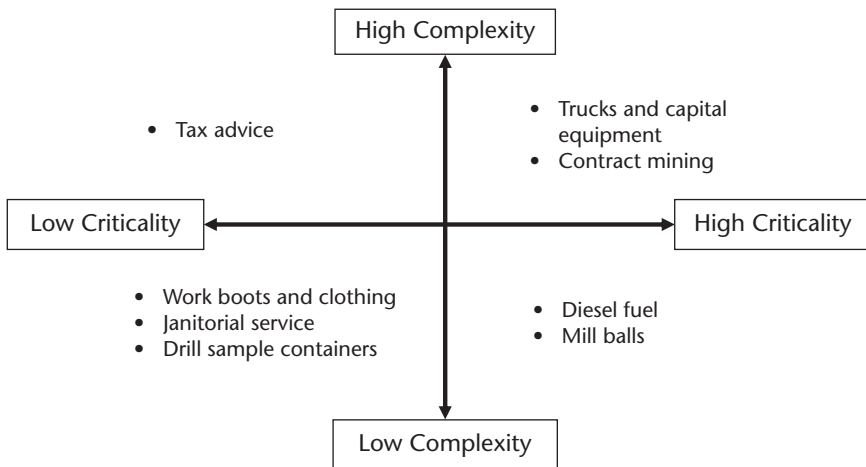 High Complexity
• Tax advice
• Trucks and capital
equipment
• Contract mining
Low Criticality
High Criticality
• Work boots and clothing
• Janitorial service
• Drill sample containers
• Diesel fuel
• Mill balls
Low Complexity